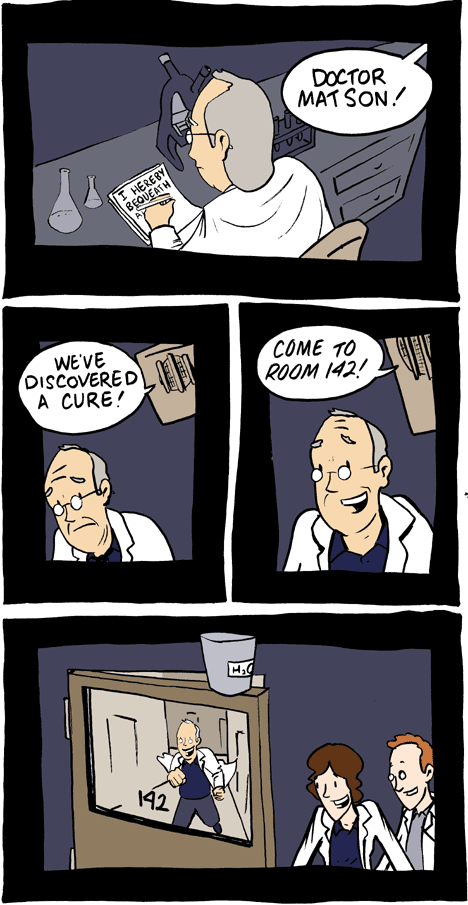 DOCTOR
MATSON!
I HEREBY
BEQUEATH
WE'VE
DISCOVERED
A CURE!
COME TO
ROOM 142!
H2O
142